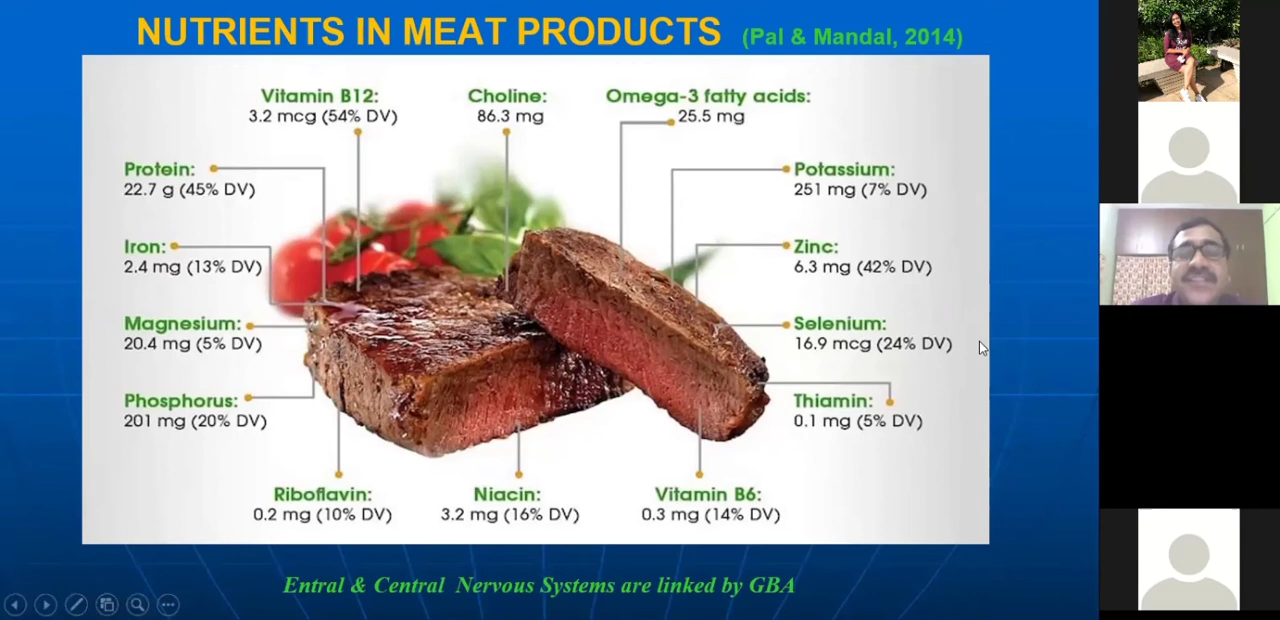 NUTRIENTS IN MEAT PRODUCTS (Pal & Mandal, 2014)
Vitamin B12:
3.2 mcg (54% DV)
Choline:
86.3 mg
Omega-3 fatty acids:
25.5 mg
Protein:
22.7 g (45% DV)
Potassium:
251 mg (7% DV)
Iron:
2.4 mg (13% DV)
Zinc:
6.3 mg (42% DV)
Magnesium:
20.4 mg (5% DV)
Selenium:
16.9 mcg (24% DV)
Phosphorus:
201 mg (20% DV)
Thiamin:
0.1 mg (5% DV)
Riboflavin:
0.2 mg (10% DV)
Niacin:
3.2 mg (16% DV)
Vitamin B6:
0.3 mg (14% DV)
Entral & Central Nervous Systems are linked by GBA